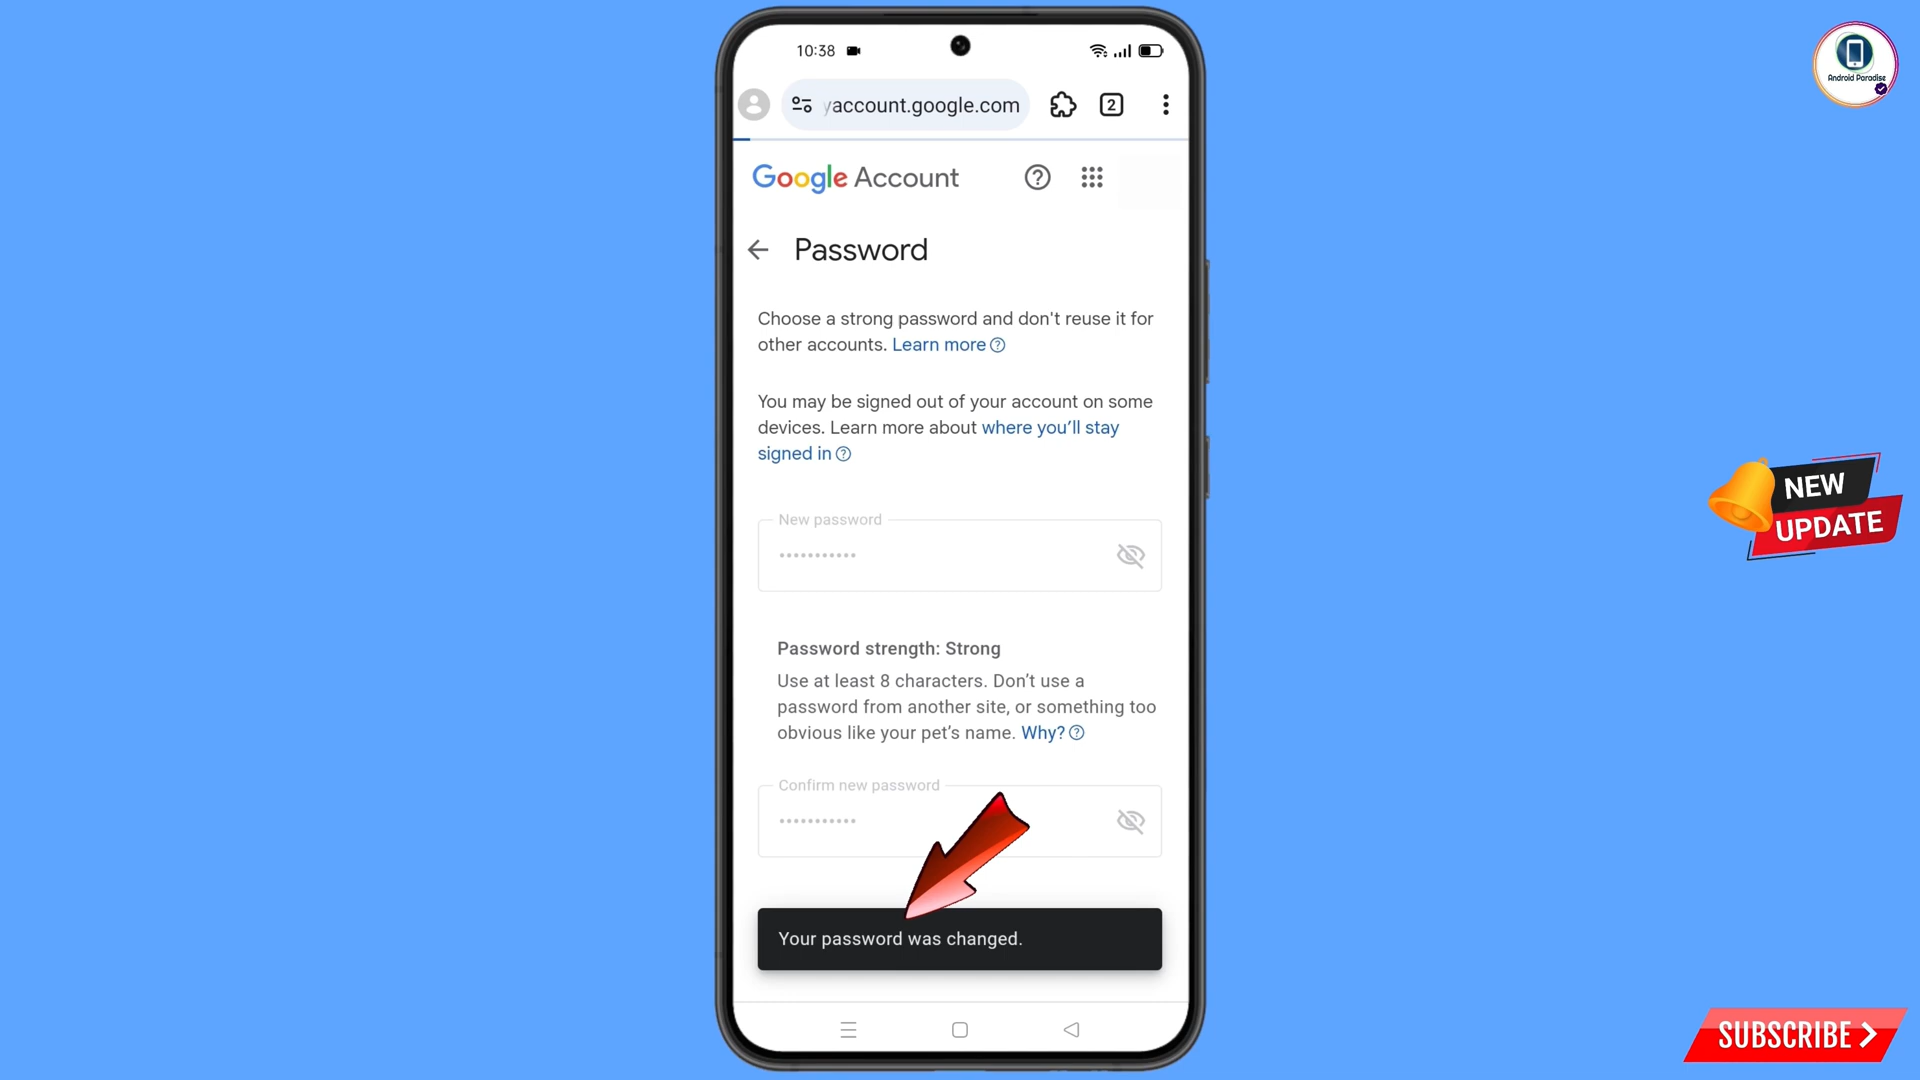 10:38
yaccount.google.com
2
Google Account
Password
Choose a strong password and don't reuse it for
other accounts. Learn more
You may be signed out of your account on some
devices. Learn more about where you’ll stay
signed in
New password
•••••••••••
Password strength: Strong
Use at least 8 characters. Don’t use a
password from another site, or something too
obvious like your pet’s name. Why?
Confirm new password
•••••••••••
Your password was changed.
Android Paradise
NEW
UPDATE
SUBSCRIBE